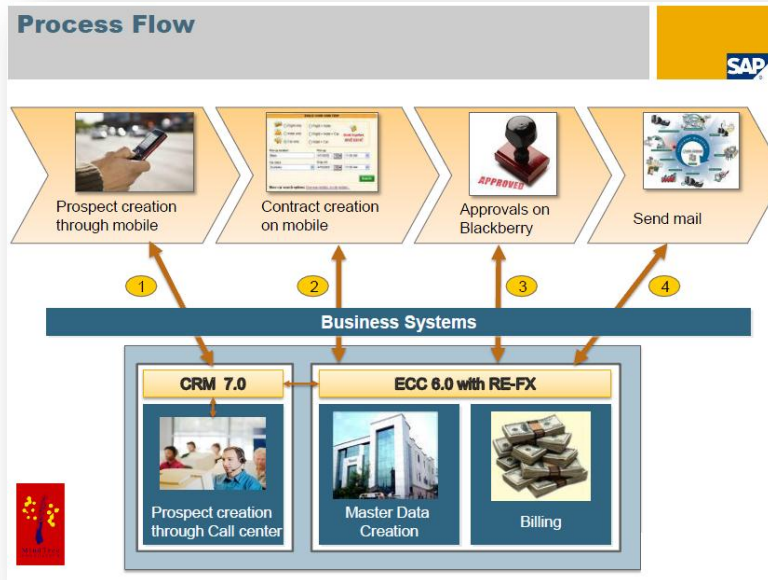 Process Flow
SAP
Prospect creation
through mobile
Contract creation
on mobile
APPROVED
Approvals on
Blackberry
Send mail
1
2
3
4
Business Systems
CRM 7.0
ECC 6.0 with RE-FX
Prospect creation
through Call center
Master Data
Creation
Billing